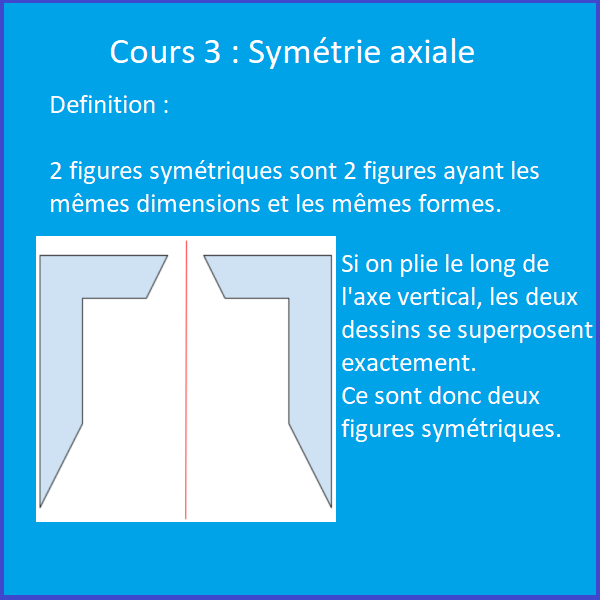 Cours 3 : Symétrie axiale
Definition :
2 figures symétriques sont 2 figures ayant les
mêmes dimensions et les mêmes formes.
Si on plie le long de
l'axe vertical, les deux
dessins se superposent
exactement.
Ce sont donc deux
figures symétriques.